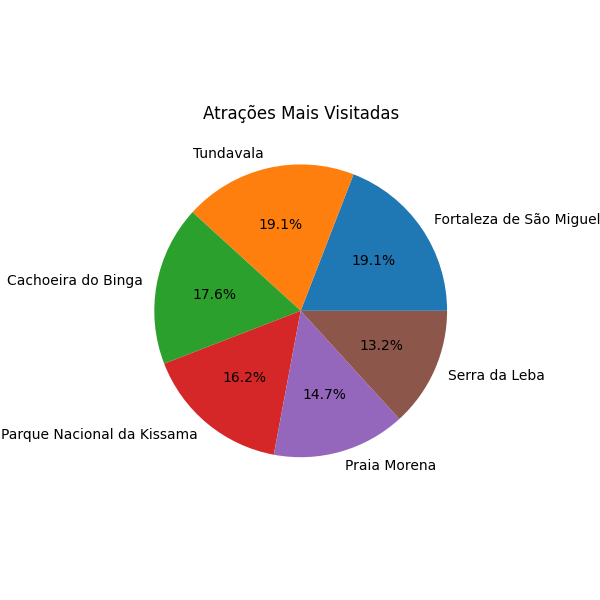 Atrações Mais Visitadas
Tundavala
Fortaleza de São Miguel
19.1%
19.1%
Cachoeira do Binga
17.6%
13.2%
Serra da Leba
16.2%
14.7%
Parque Nacional da Kissama
Praia Morena